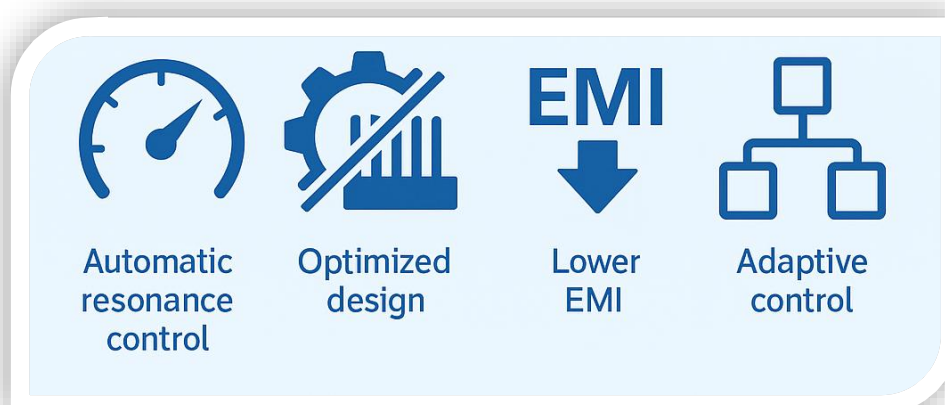 EMI
Automatic
resonance
control
Optimized
design
Lower
EMI
Adaptive
control